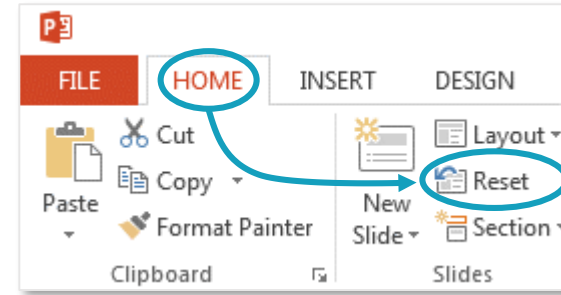 P
FILE HOME INSERT DESIGN
Cut
Copy
Format Painter
Paste
Clipboard
New
Slide
Layout
Reset
Section
Slides